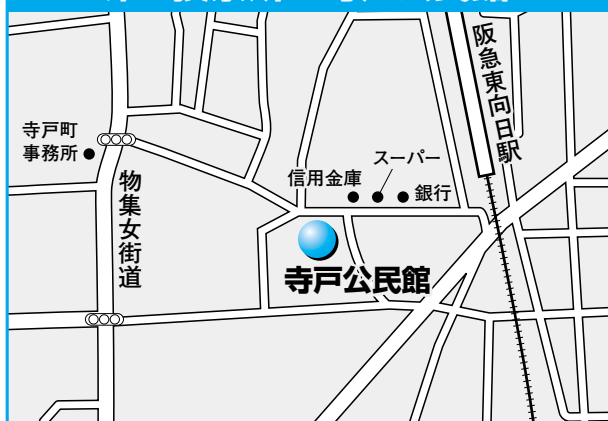 阪急東向日駅
寺戸町
事務所
物集女街道
信用金庫
スーパー
銀行
寺戸公民館